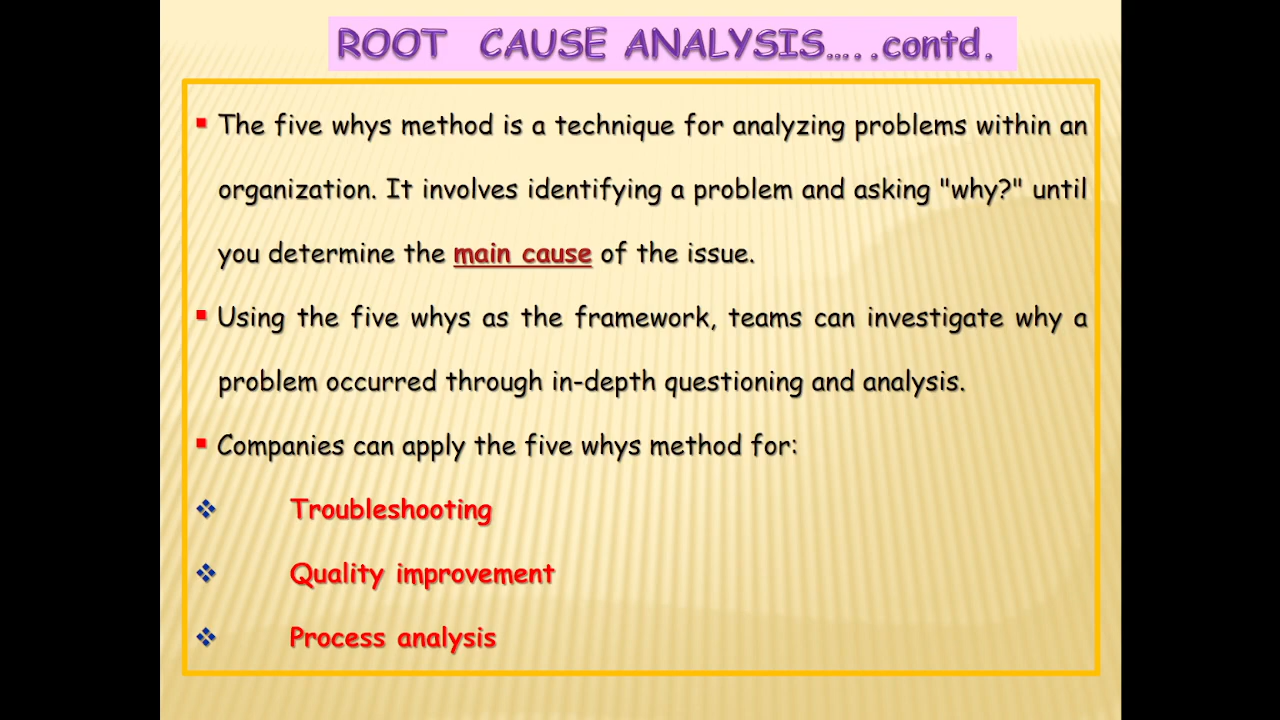 ROOT CAUSE ANALYSIS…..contd.
▪ The five whys method is a technique for analyzing problems within an
organization. It involves identifying a problem and asking "why?" until
you determine the main cause of the issue.
▪ Using the five whys as the framework, teams can investigate why a
problem occurred through in-depth questioning and analysis.
▪ Companies can apply the five whys method for:
❖ Troubleshooting
❖ Quality improvement
❖ Process analysis